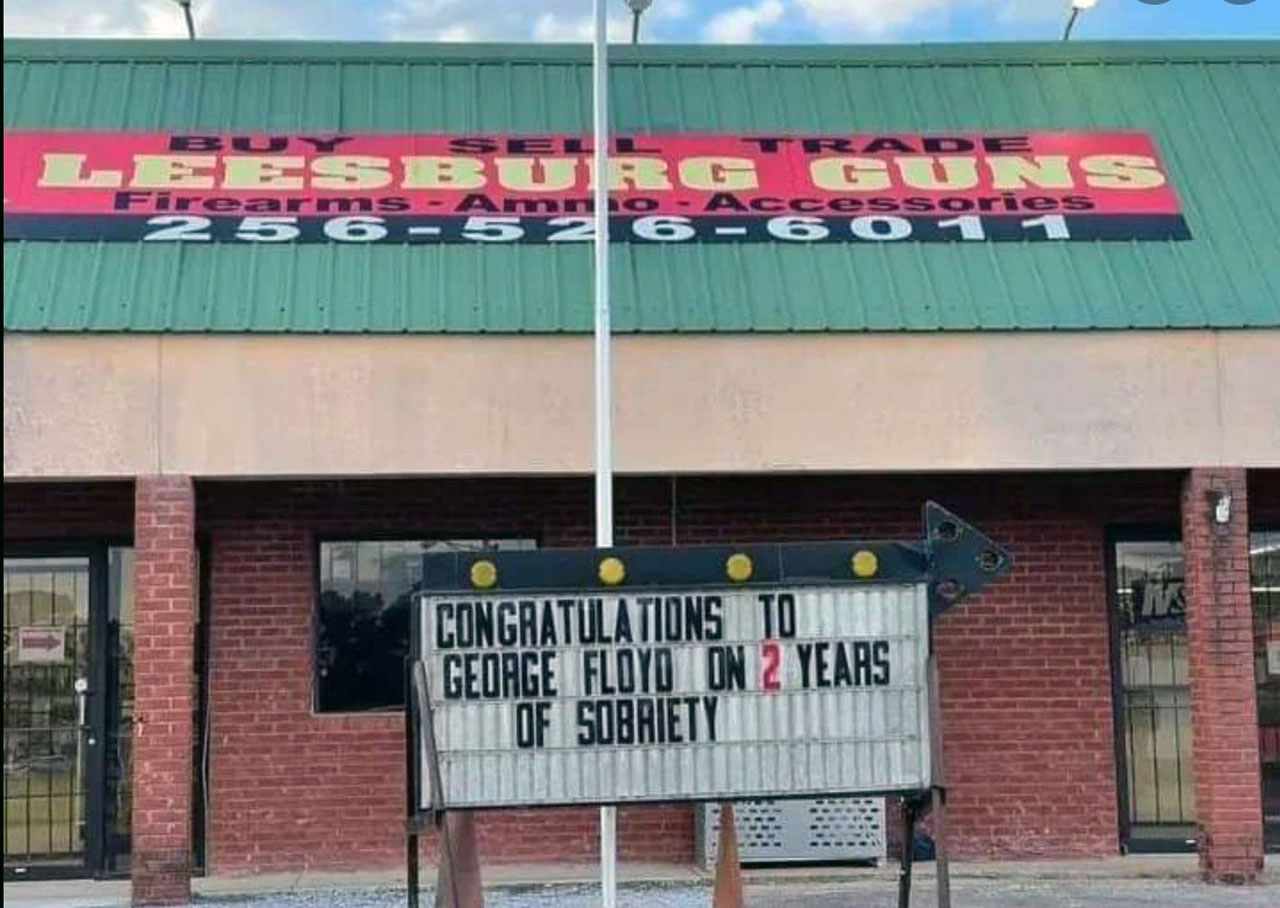 BUY SELL TRADE
LEESBURG GUNS
Firearms · Ammo · Accessories
256-526-6011
CONGRATULATIONS TO
GEORGE FLOYD ON 2 YEARS
OF SOBRIETY